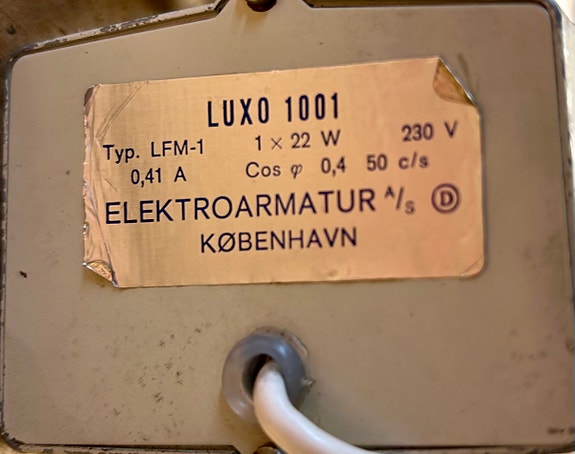 LUXO 1001
Typ. LFM-1 1 × 22 W 230 V
0,41 A Cos φ 0,4 50 c/s
ELEKTROARMATUR A/S Ⓓ
KØBENHAVN